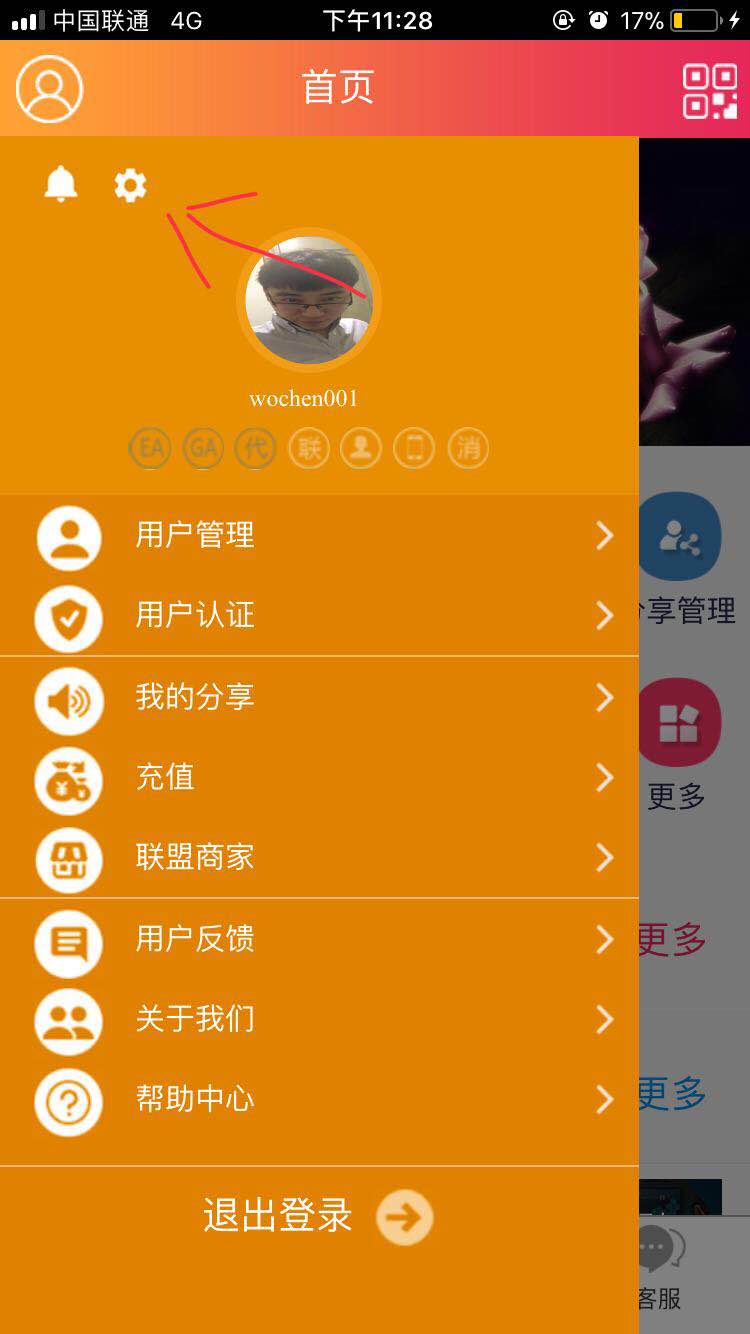 中国联通 4G 下午11:28 17%
首页
wochen001
EA GA 代 联 消
用户管理
用户认证
享管理
我的分享
充值
更多
联盟商家
用户反馈
更多
关于我们
帮助中心
更多
退出登录
客服